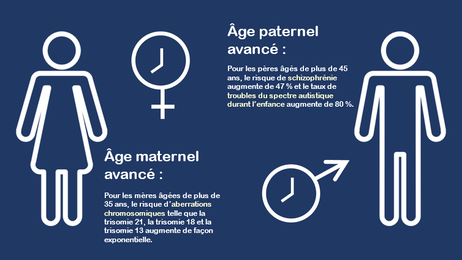 Âge paternel
avancé :
Pour les pères âgés de plus de 45
ans, le risque de schizophrénie
augmente de 47 % et le taux de
troubles du spectre autistique
durant l'enfance augmente de 80 %.
Âge maternel
avancé :
Pour les mères âgées de plus de
35 ans, le risque d'aberrations
chromosomiques telle que la
trisomie 21, la trisomie 18 et la
trisomie 13 augmente de façon
exponentielle.